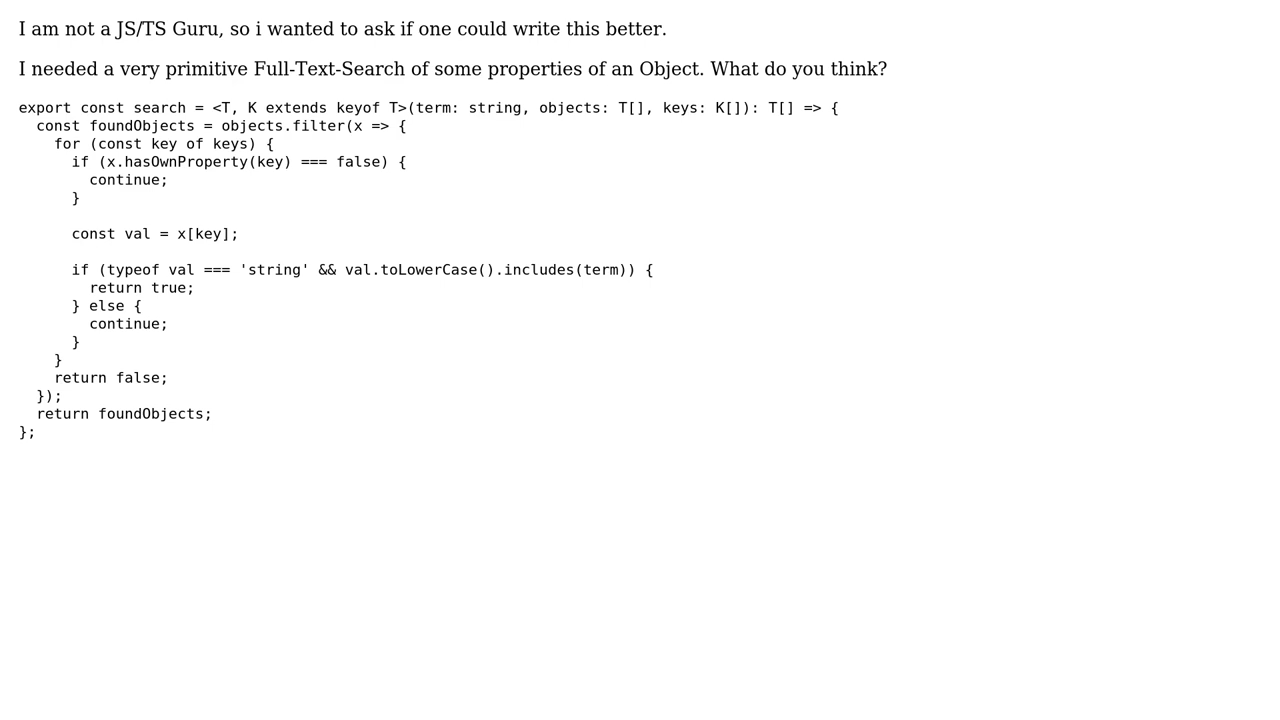 I am not a JS/TS Guru, so i wanted to ask if one could write this better.
I needed a very primitive Full-Text-Search of some properties of an Object. What do you think?
export const search = <T, K extends keyof T>(term: string, objects: T[], keys: K[]): T[] => {
  const foundObjects = objects.filter(x => {
    for (const key of keys) {
      if (x.hasOwnProperty(key) === false) {
        continue;
      }

      const val = x[key];

      if (typeof val === 'string' && val.toLowerCase().includes(term)) {
        return true;
      } else {
        continue;
      }
    }
    return false;
  });
  return foundObjects;
};